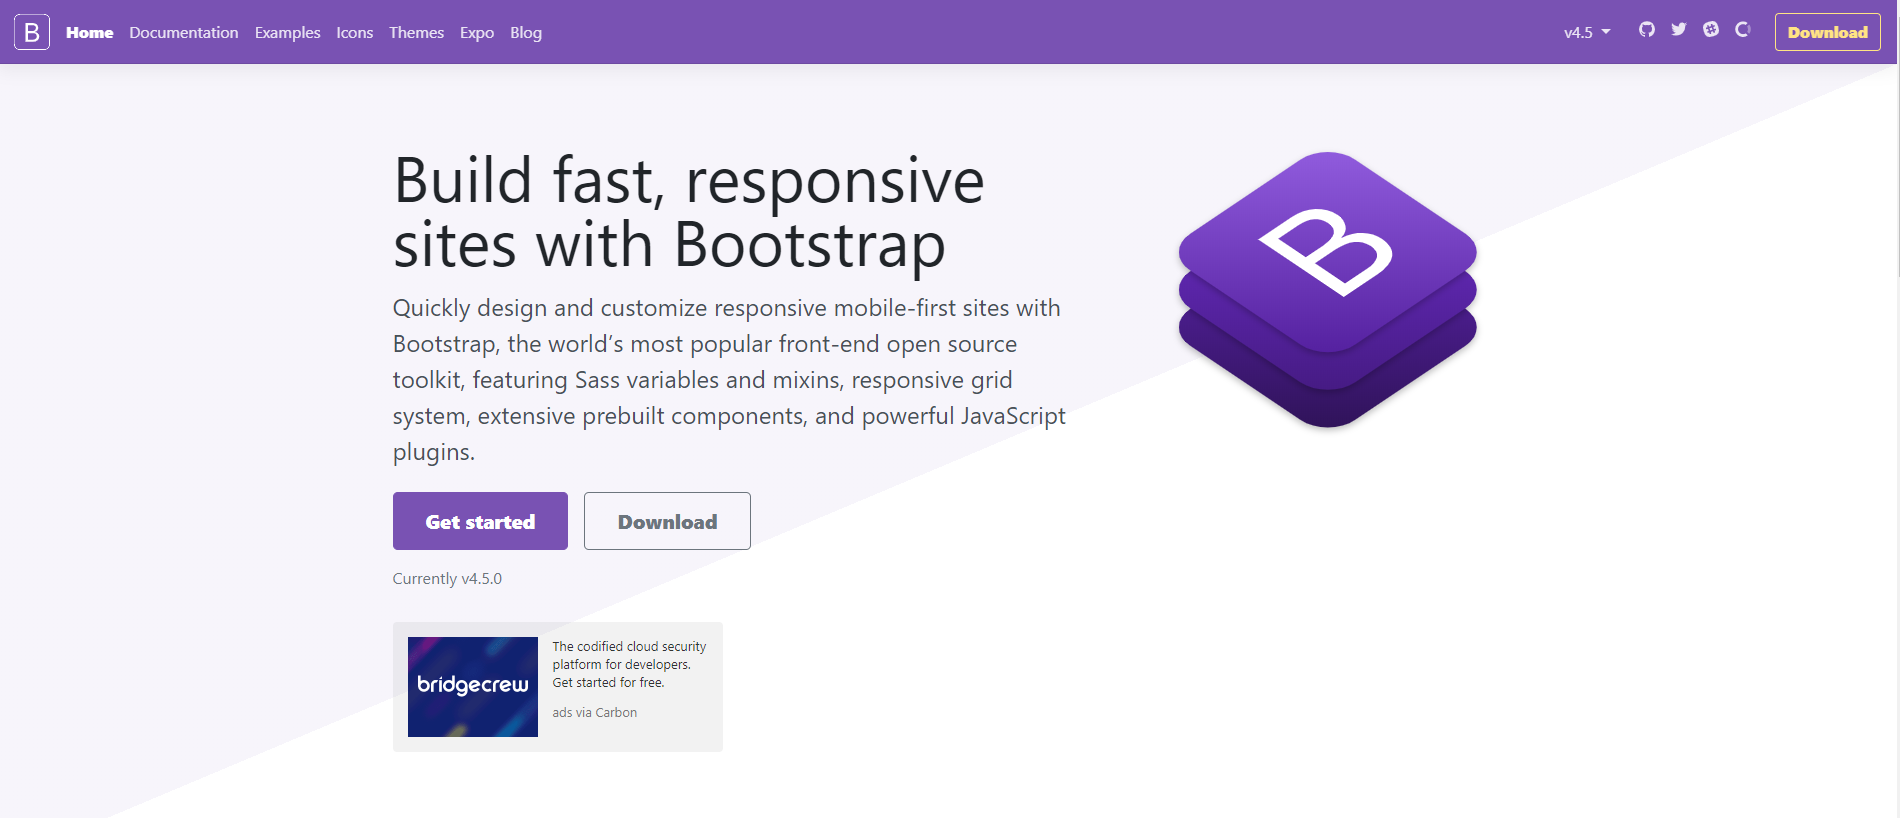 B Home Documentation Examples Icons Themes Expo Blog v4.5 Download
Build fast, responsive
sites with Bootstrap
B
Quickly design and customize responsive mobile-first sites with
Bootstrap, the world’s most popular front-end open source
toolkit, featuring Sass variables and mixins, responsive grid
system, extensive prebuilt components, and powerful JavaScript
plugins.
Get started Download
Currently v4.5.0
bridgecrew
The codified cloud security
platform for developers.
Get started for free.
ads via Carbon